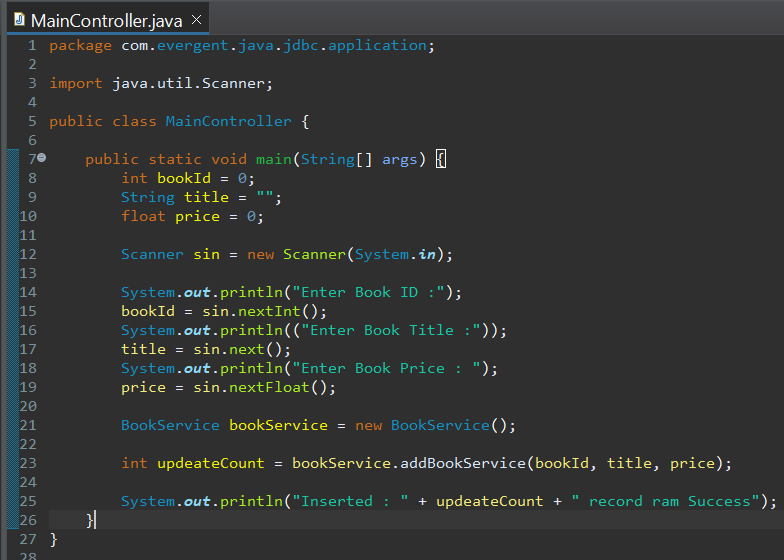 MainController.java ×
1 package com.evergent.java.jdbc.application;
2
3 import java.util.Scanner;
4
5 public class MainController {
6
7 public static void main(String[] args) {
8 int bookId = 0;
9 String title = "";
10 float price = 0;
11
12 Scanner sin = new Scanner(System.in);
13
14 System.out.println("Enter Book ID :");
15 bookId = sin.nextInt();
16 System.out.println(("Enter Book Title :"));
17 title = sin.next();
18 System.out.println("Enter Book Price : ");
19 price = sin.nextFloat();
20
21 BookService bookService = new BookService();
22
23 int updeateCount = bookService.addBookService(bookId, title, price);
24
25 System.out.println("Inserted : " + updeateCount + " record ram Success");
26 }
27 }
28